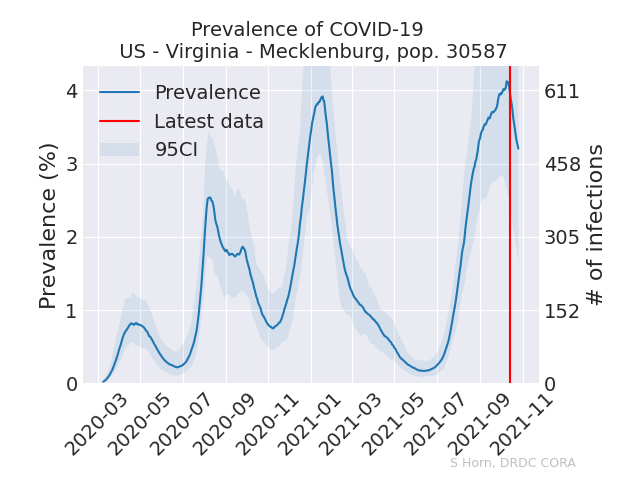 Prevalence of COVID-19
US - Virginia - Mecklenburg, pop. 30587
Prevalence
Latest data
95CI
Prevalence (%)
4
3
2
1
0
611
458
305
152
0
# of infections
2020-03
2020-05
2020-07
2020-09
2020-11
2021-01
2021-03
2021-05
2021-07
2021-09
2021-11
S Horn, DRDC CORA